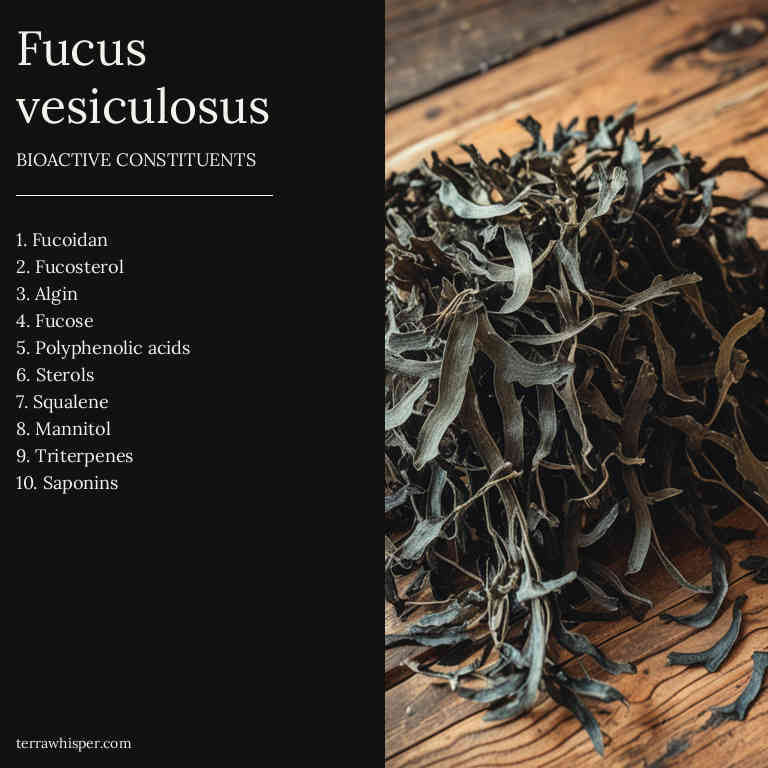 Fucus
vesiculosus
BIOACTIVE CONSTITUENTS
1. Fucoidan
2. Fucosterol
3. Algin
4. Fucose
5. Polyphenolic acids
6. Sterols
7. Squalene
8. Mannitol
9. Triterpenes
10. Saponins
terrawhisper.com